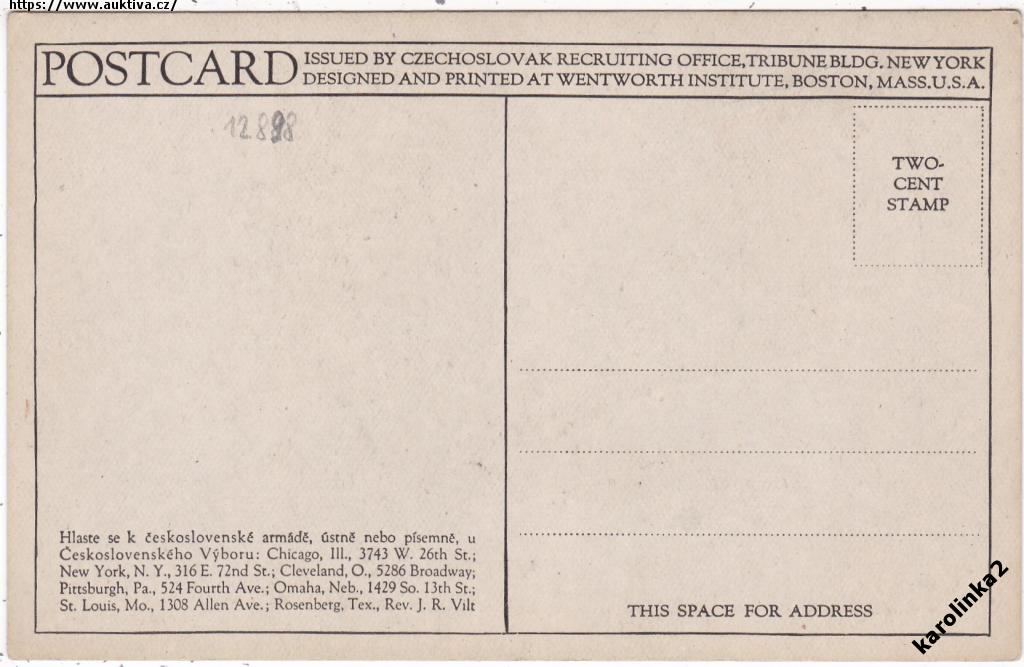 https://www.auktiva.cz/
POSTCARD
ISSUED BY CZECHOSLOVAK RECRUITING OFFICE, TRIBUNE BLDG. NEW YORK
DESIGNED AND PRINTED AT WENTWORTH INSTITUTE, BOSTON, MASS. U.S.A.
TWO-
CENT
STAMP
Hlaste se k československé armádě, ústně nebo písemně, u
Československého Výboru: Chicago, Ill., 3743 W. 26th St.;
New York, N. Y., 316 E. 72nd St.; Cleveland, O., 5286 Broadway;
Pittsburgh, Pa., 524 Fourth Ave.; Omaha, Neb., 1429 So. 13th St.;
St. Louis, Mo., 1308 Allen Ave.; Rosenberg, Tex., Rev. J. R. Vilt
THIS SPACE FOR ADDRESS
karolinka2